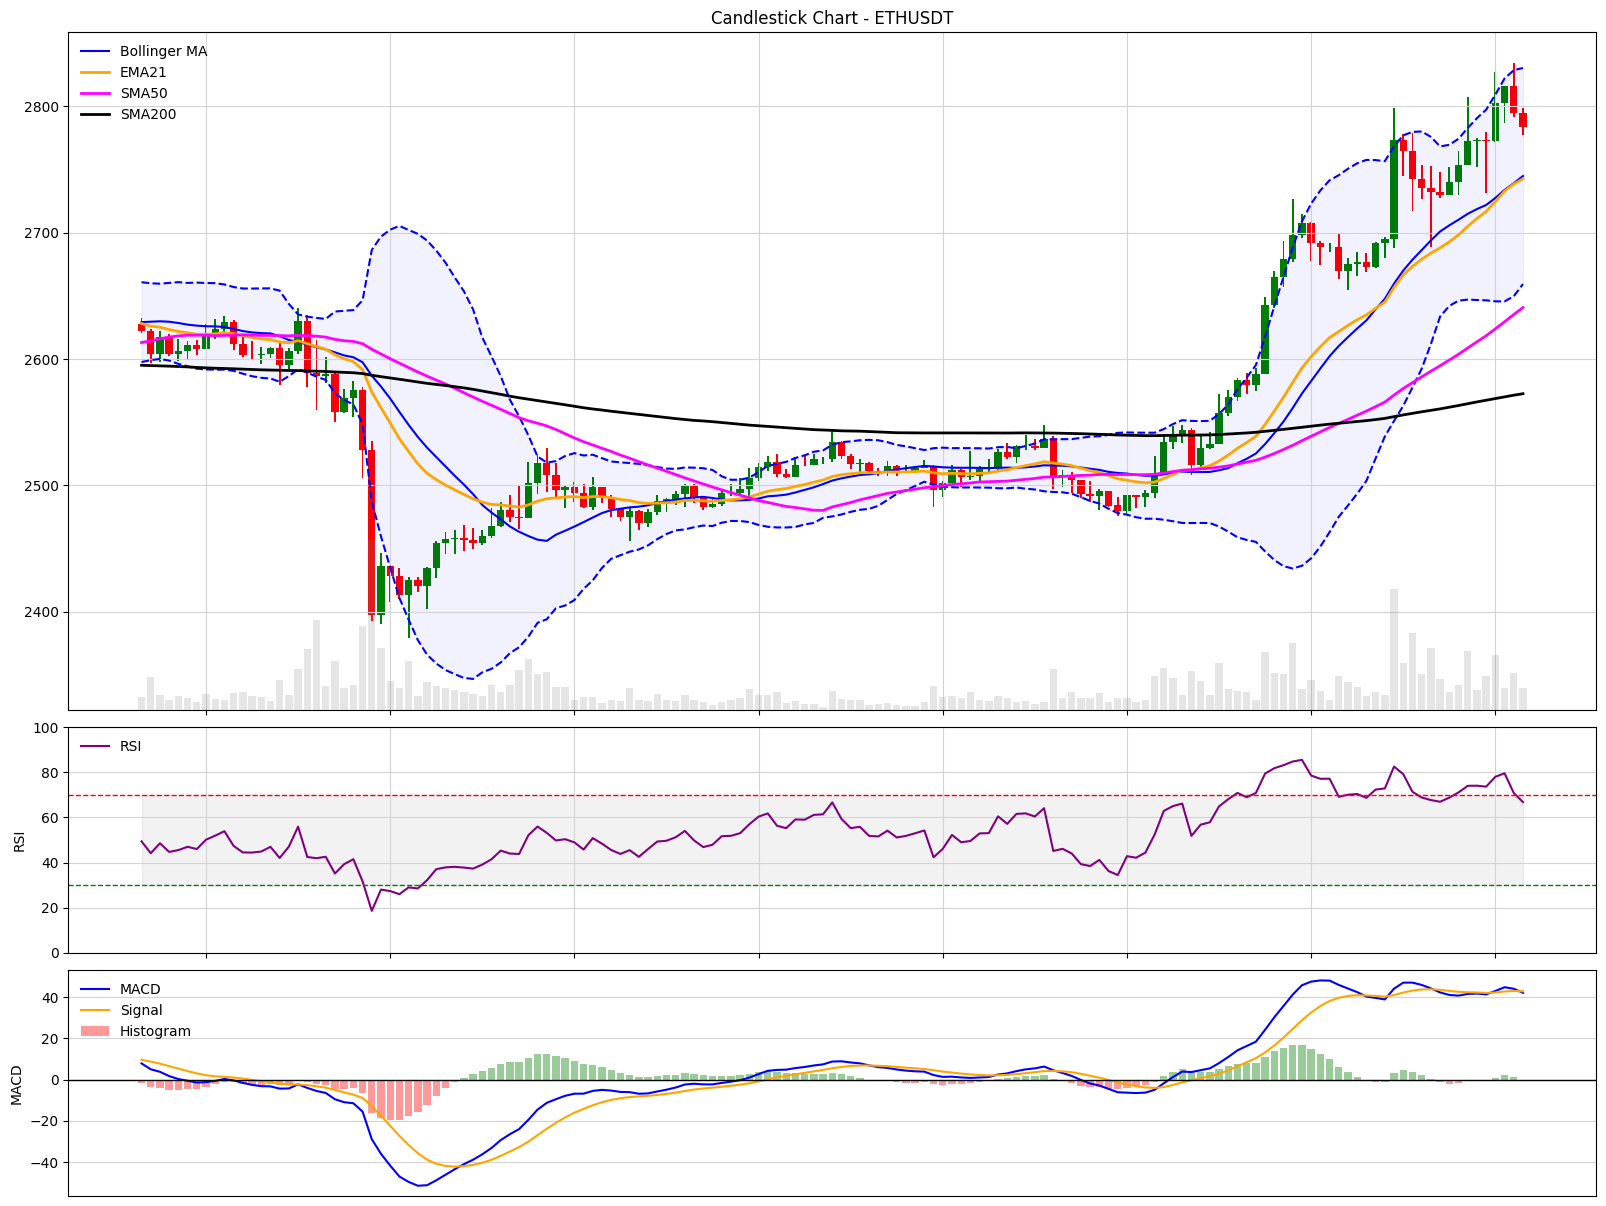 Candlestick Chart - ETHUSDT
Bollinger MA
EMA21
SMA50
SMA200
2800
2700
2600
2500
2400
100
RSI
80
60
RSI
40
20
0
MACD
40
Signal
Histogram
20
0
MACD
−20
−40